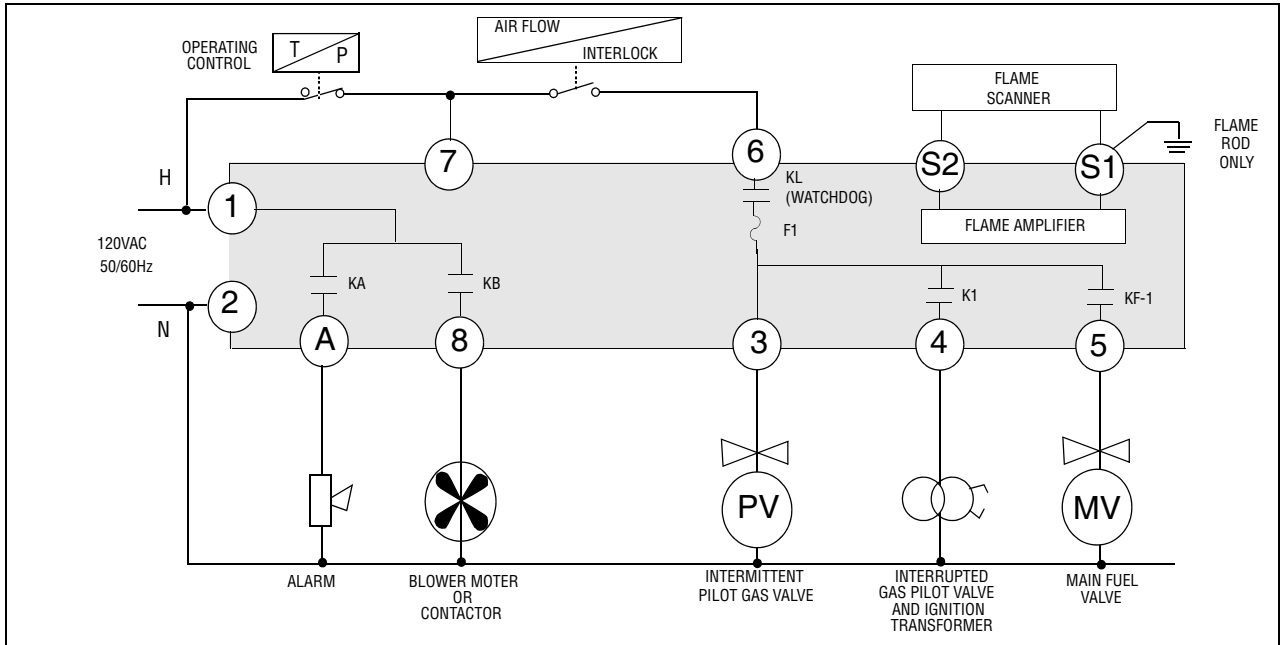 AIR FLOW
INTERLOCK
OPERATING
CONTROL
T
P
FLAME
SCANNER
FLAME
ROD
ONLY
7
6
S2
S1
H
KL
(WATCHDOG)
1
F1
FLAME AMPLIFIER
120VAC
50/60Hz
KA
KB
K1
KF-1
2
N
A
8
3
4
5
PV
MV
ALARM
BLOWER MOTER
OR
CONTACTOR
INTERMITTENT
PILOT GAS VALVE
INTERRUPTED
GAS PILOT VALVE
AND IGNITION
TRANSFORMER
MAIN FUEL
VALVE